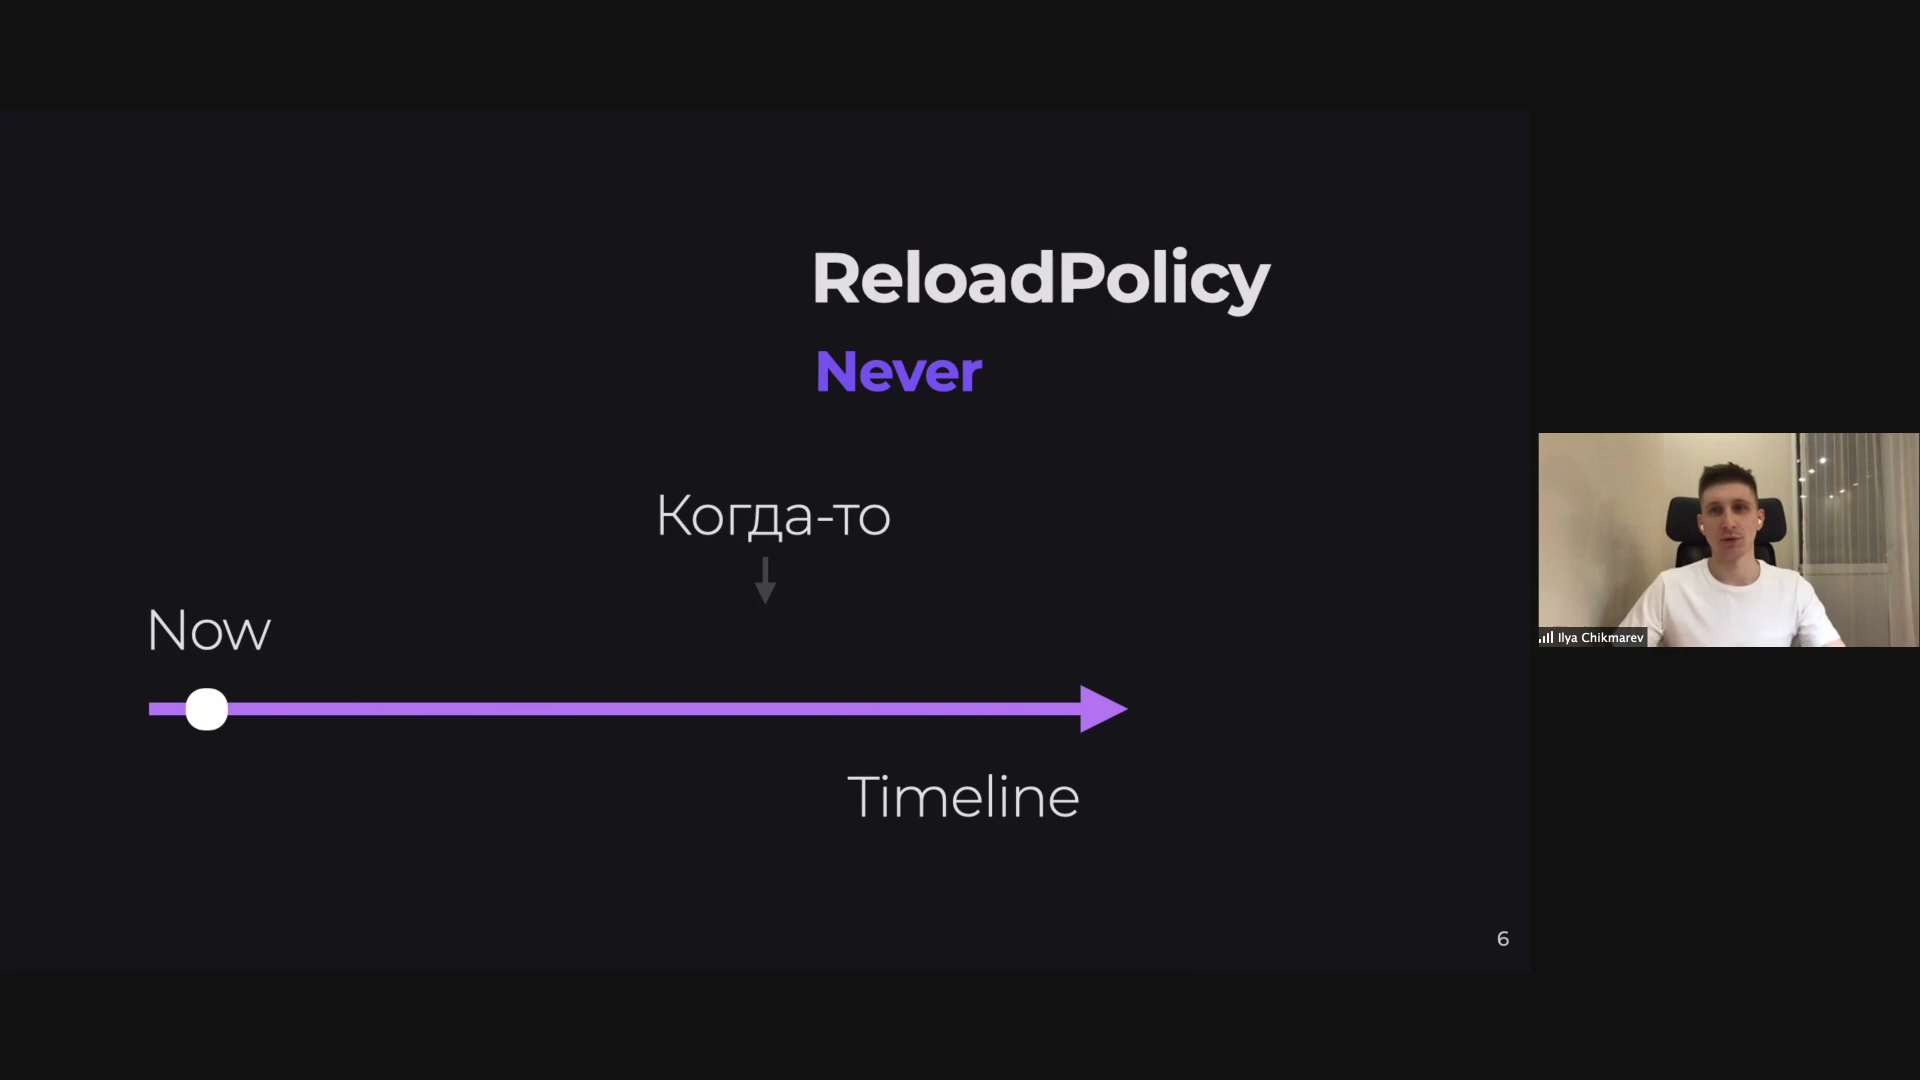 ReloadPolicy
Never
Когда-то
Now
Timeline
6
Ilya Chikmarev